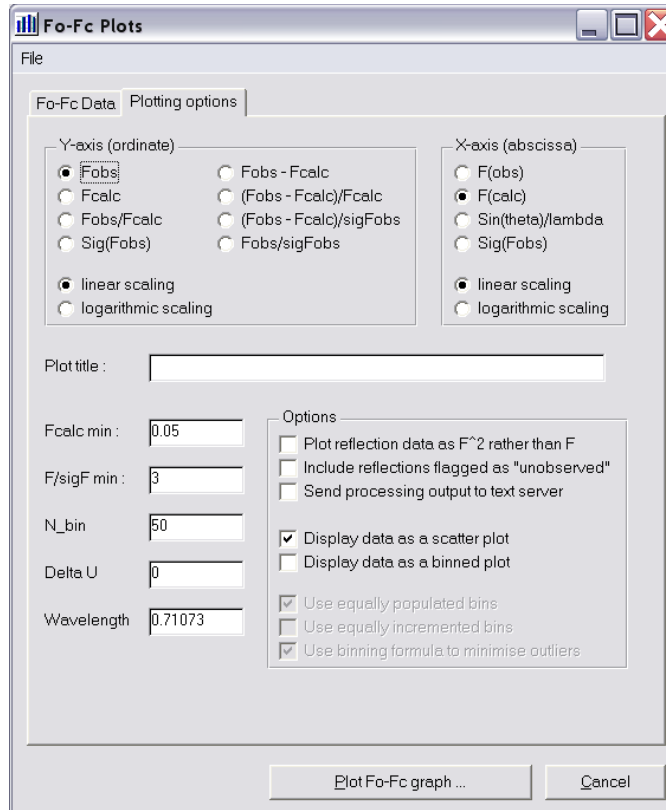 Fo-Fc Plots
File
Fo-Fc Data Plotting options
Y-axis (ordinate)
Fobs Fobs - Fcalc
Fcalc (Fobs - Fcalc)/Fcalc
Fobs/Fcalc (Fobs - Fcalc)/sigFobs
Sig(Fobs) Fobs/sigFobs
linear scaling
logarithmic scaling
X-axis (abscissa)
F(obs)
F(calc)
Sin(theta)/lambda
Sig(Fobs)
linear scaling
logarithmic scaling
Plot title :
Fcalc min : 0.05
F/sigF min : 3
N_bin 50
Delta U 0
Wavelength 0.71073
Options
Plot reflection data as F^2 rather than F
Include reflections flagged as "unobserved"
Send processing output to text server
Display data as a scatter plot
Display data as a binned plot
Use equally populated bins
Use equally incremented bins
Use binning formula to minimise outliers
Plot Fo-Fc graph ... Cancel